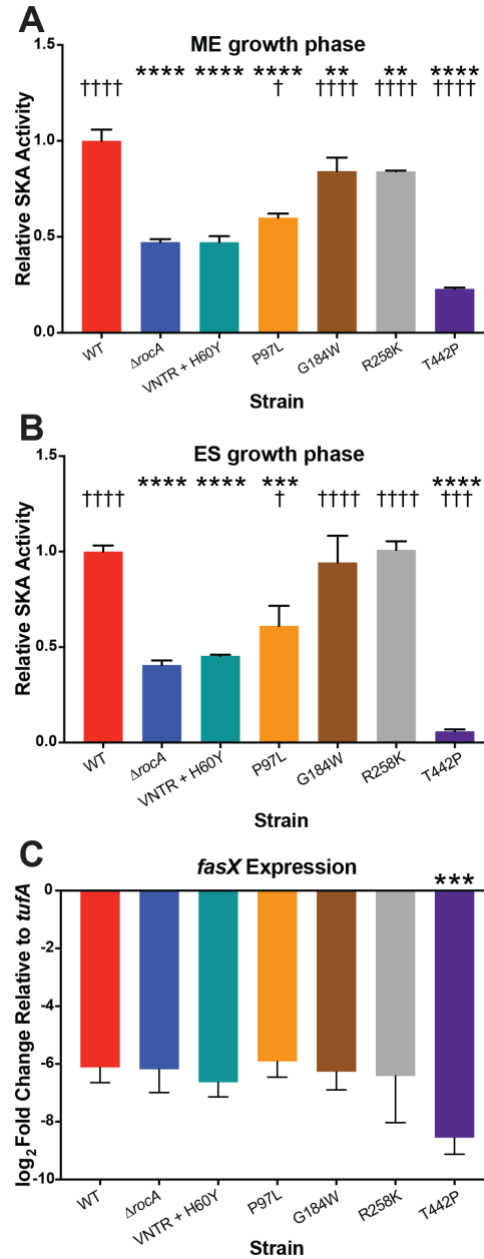 A
ME growth phase
1.5
1.0
0.5
0.0
Relative SKA Activity
**** **** **** ** ** ****
†††† † †††† †††† ††††
WT
ΔrocA
VNTR + H60Y
P97L
G184W
R258K
T442P
Strain
B
ES growth phase
1.5
1.0
0.5
0.0
Relative SKA Activity
**** **** *** ****
†††† † †††† †††† †††
WT
ΔrocA
VNTR + H60Y
P97L
G184W
R258K
T442P
Strain
C
fasX Expression
***
0
-2
-4
-6
-8
-10
log₂ Fold Change Relative to tufA
WT
ΔrocA
VNTR + H60Y
P97L
G184W
R258K
T442P
Strain